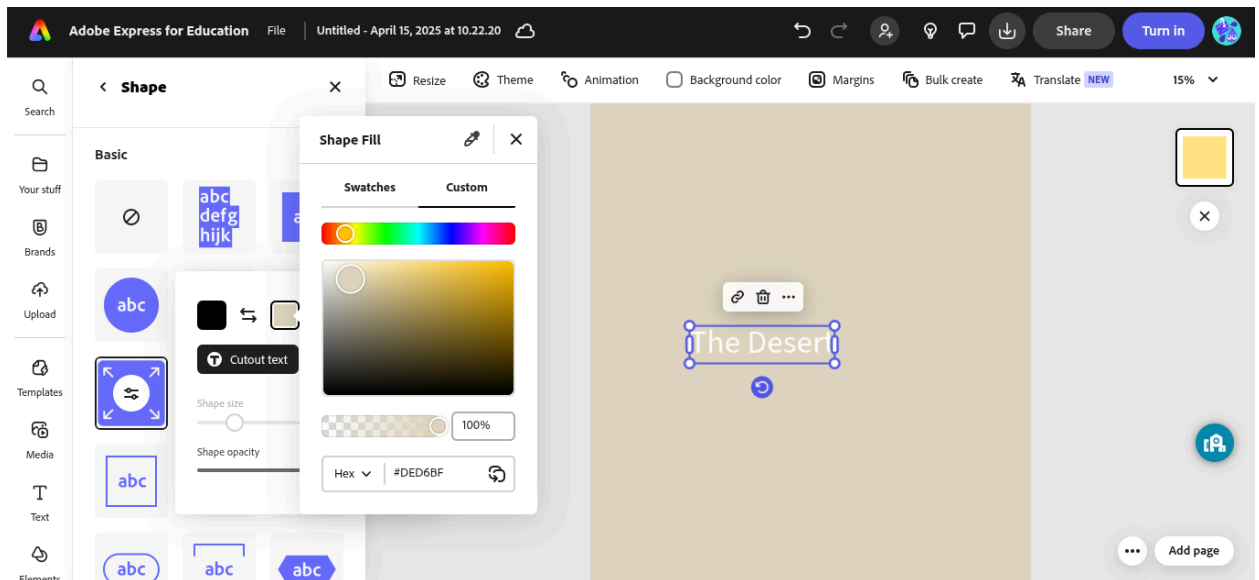 Adobe Express for Education File Untitled - April 15, 2025 at 10.22.20 Share Turn in
Resize Theme Animation Background color Margins Bulk create Translate NEW 15%
Search
Your stuff
Brands
Upload
Templates
Media
Text
Elements
Shape
Basic
abc
defg
hijk
a
abc
abc
abc
abc
abc
Cutout text
Shape size
Shape opacity
Shape Fill
Swatches Custom
100%
Hex #DED6BF
The Desert
Add page